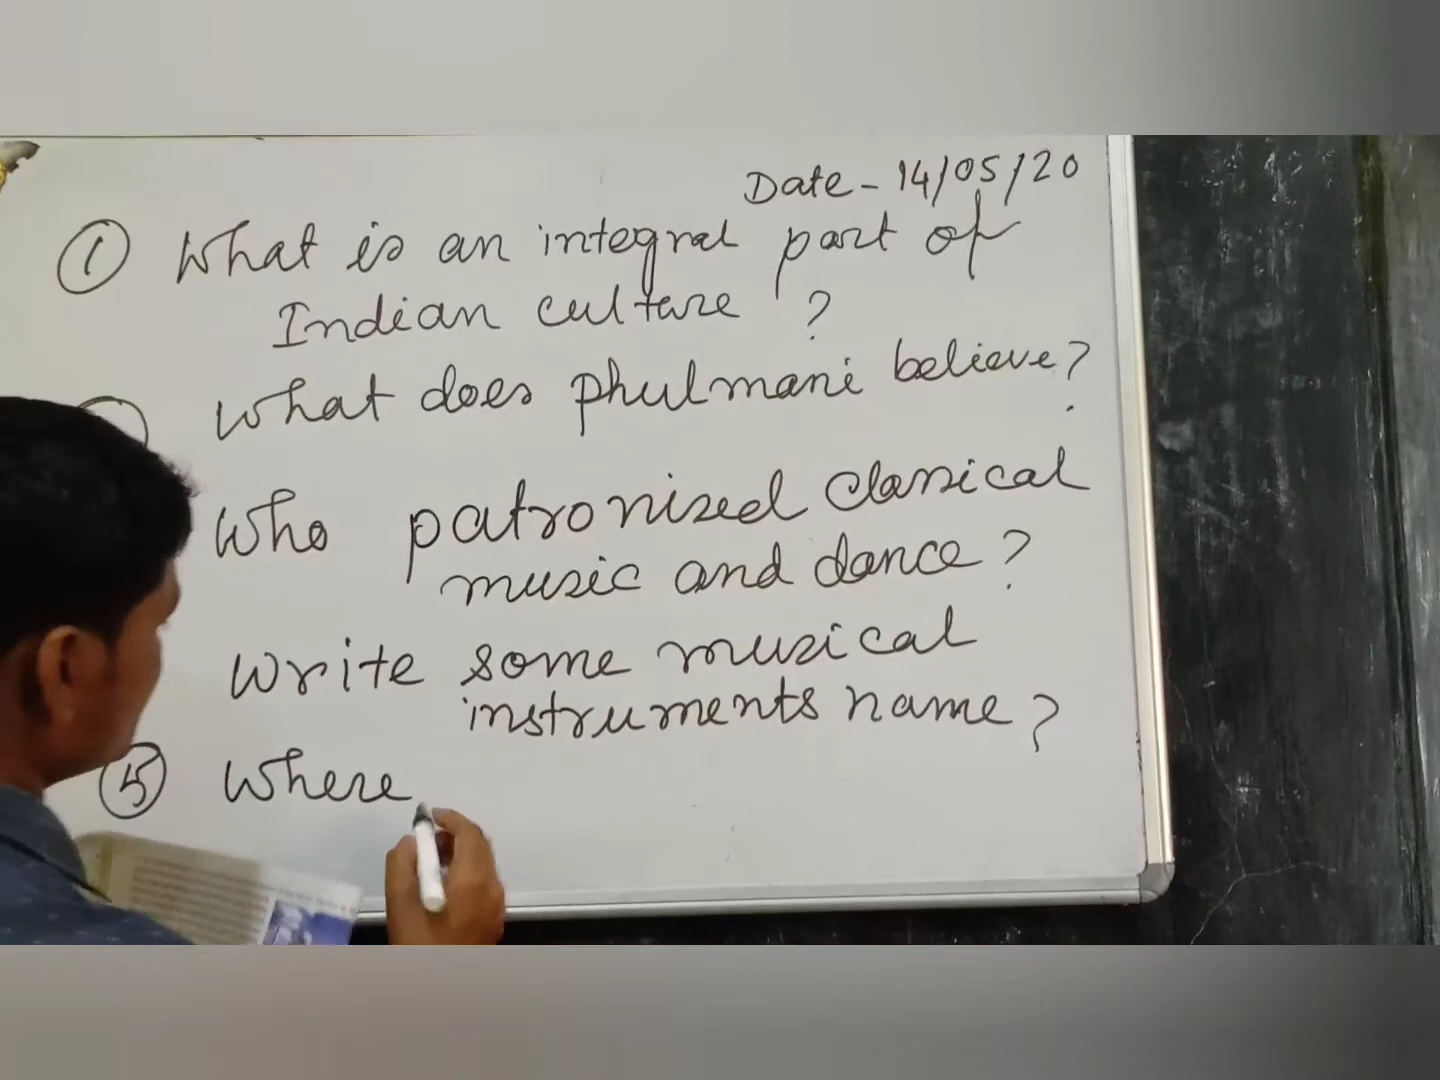 Date - 14/05/20
① What is an integral part of
Indian culture ?
What does phulmani believe?
Who patronized classical
music and dance?
Write some musical
instruments name?
⑤ Where